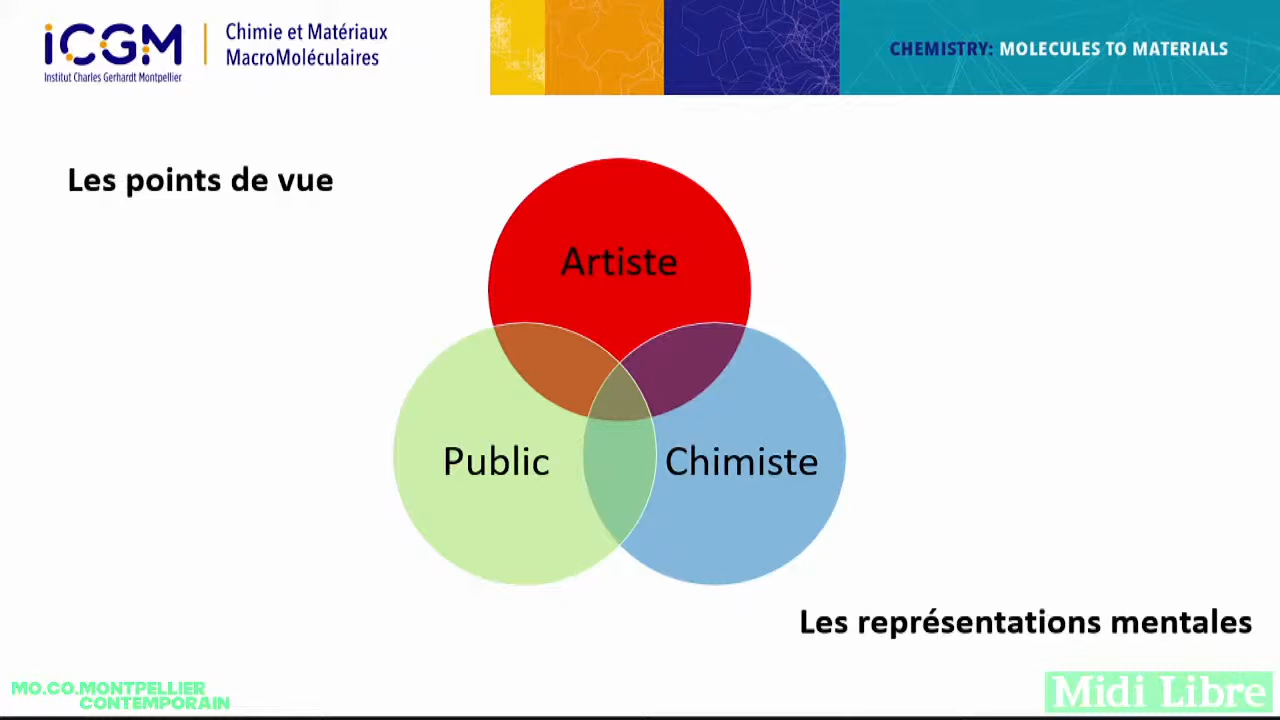 iCGM
Institut Charles Gerhardt Montpellier
Chimie et Matériaux
MacroMoléculaires
CHEMISTRY: MOLECULES TO MATERIALS
Les points de vue
Artiste
Public
Chimiste
Les représentations mentales
MO.CO.MONTPELLIER
CONTEMPORAIN
Midi Libre